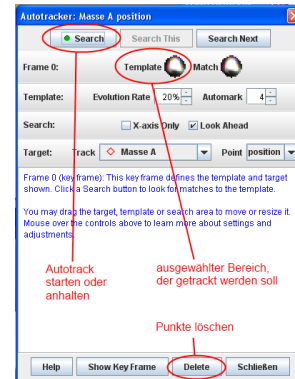 Autotracker: Masse A position
Search Search This Search Next
Frame 0: Template Match
Template: Evolution Rate 20% Automark 4
Search: X-axis Only Look Ahead
Target: Track Masse A Point position
Frame 0 (key frame): This key frame defines the template and target
shown. Click a Search button to look for matches to the template.
You may drag the target, template or search area to move or resize it.
Mouse over the controls above to learn more about settings and
adjustments.
Autotrack
starten oder
anhalten
ausgewählter Bereich,
der getrackt werden soll
Punkte löschen
Help Show Key Frame Delete Schließen